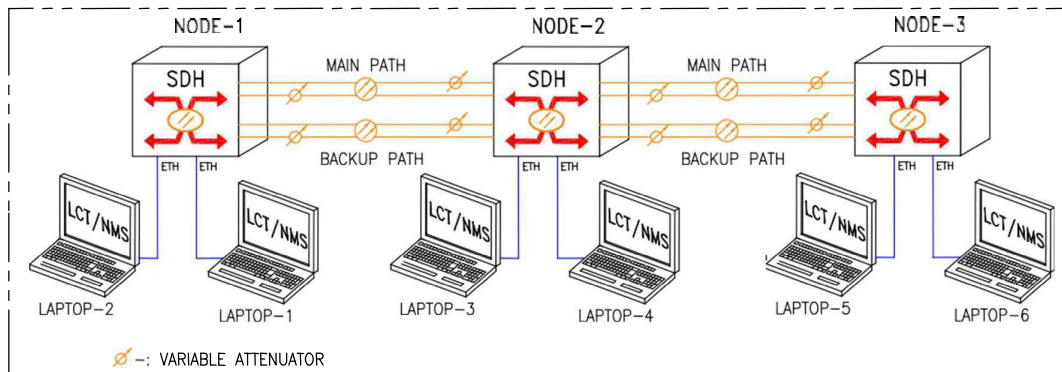 NODE-1
NODE-2
NODE-3
SDH
MAIN PATH
SDH
MAIN PATH
SDH
BACKUP PATH
BACKUP PATH
ETH
ETH
ETH
ETH
ETH
ETH
LCT/NMS
LCT/NMS
LCT/NMS
LCT/NMS
LCT/NMS
LCT/NMS
LAPTOP-2
LAPTOP-1
LAPTOP-3
LAPTOP-4
LAPTOP-5
LAPTOP-6
-: VARIABLE ATTENUATOR